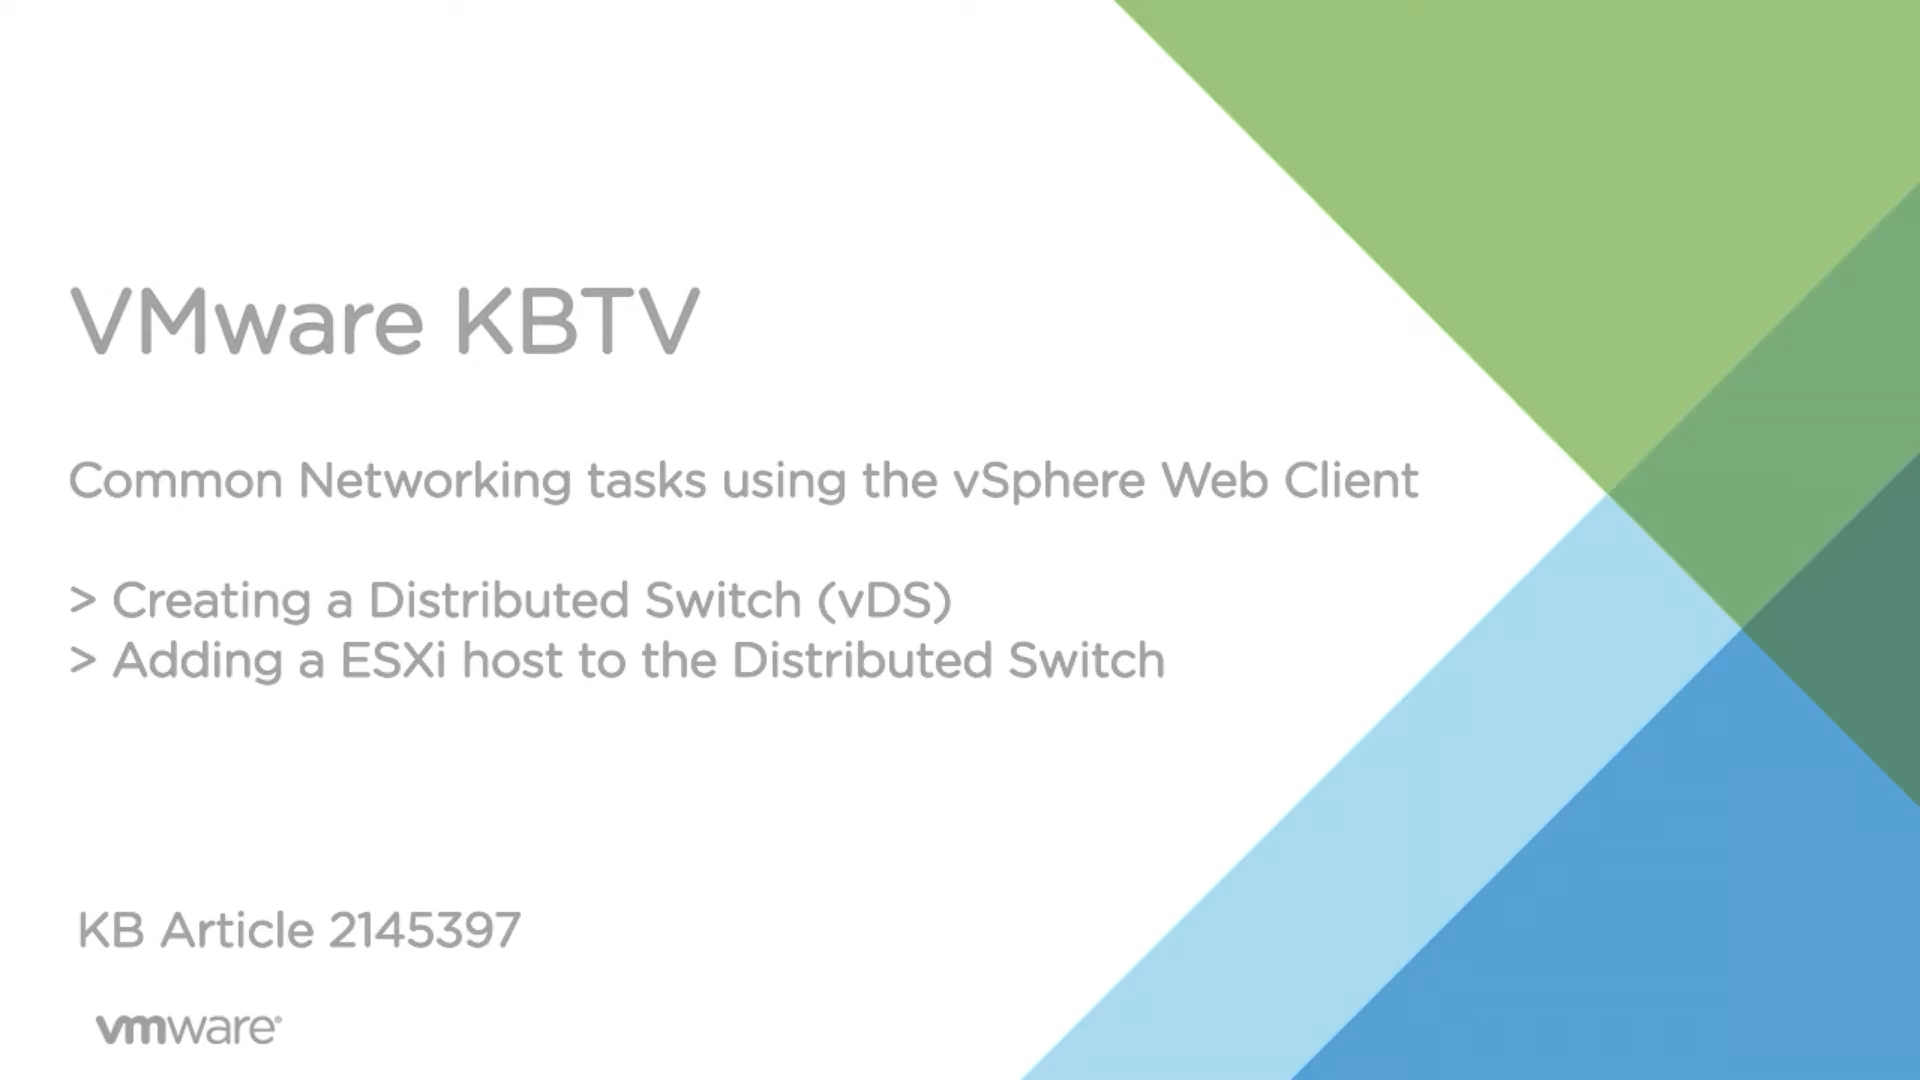 VMware KBTV
Common Networking tasks using the vSphere Web Client
> Creating a Distributed Switch (vDS)
> Adding a ESXi host to the Distributed Switch
KB Article 2145397
vmware®